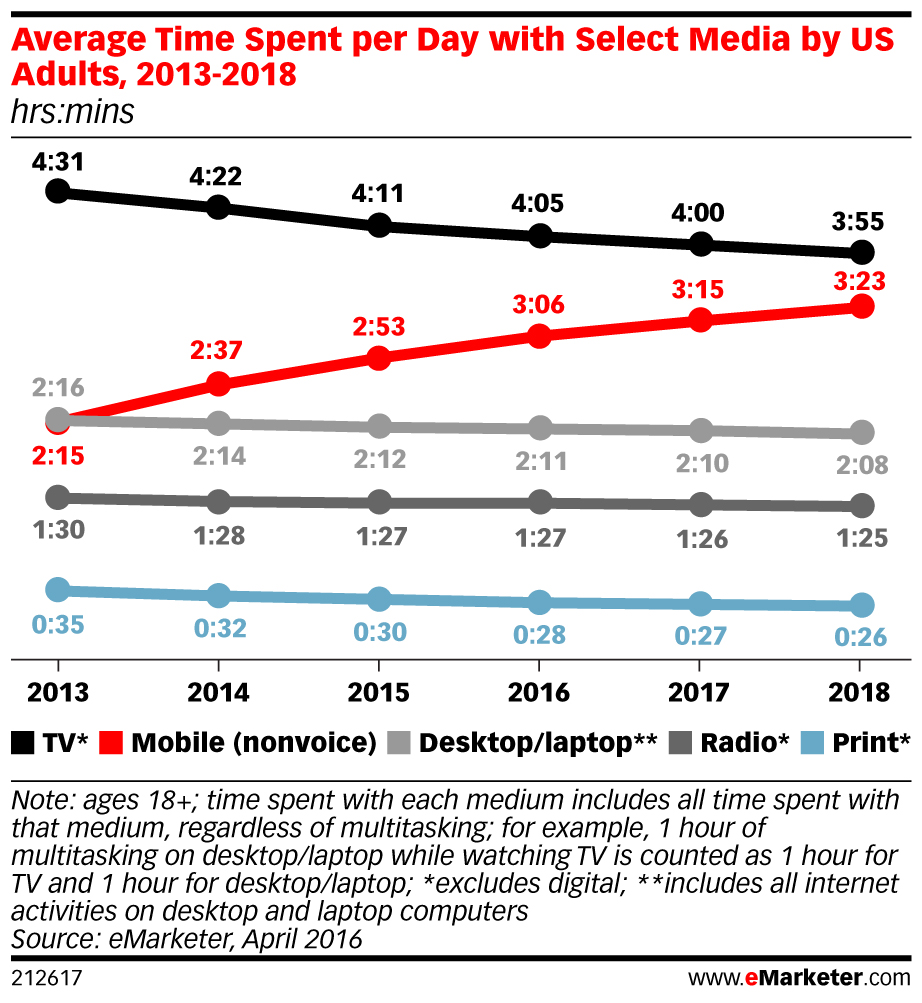 Average Time Spent per Day with Select Media by US
Adults, 2013-2018
hrs:mins
4:31
4:22
4:11
4:05
4:00
3:55
2:15
2:37
2:53
3:06
3:15
3:23
2:16
2:14
2:12
2:11
2:10
2:08
1:30
1:28
1:27
1:27
1:26
1:25
0:35
0:32
0:30
0:28
0:27
0:26
2013 2014 2015 2016 2017 2018
TV* Mobile (nonvoice) Desktop/laptop** Radio* Print*
Note: ages 18+; time spent with each medium includes all time spent with
that medium, regardless of multitasking; for example, 1 hour of
multitasking on desktop/laptop while watching TV is counted as 1 hour for
TV and 1 hour for desktop/laptop; *excludes digital; **includes all internet
activities on desktop and laptop computers
Source: eMarketer, April 2016
212617 www.eMarketer.com